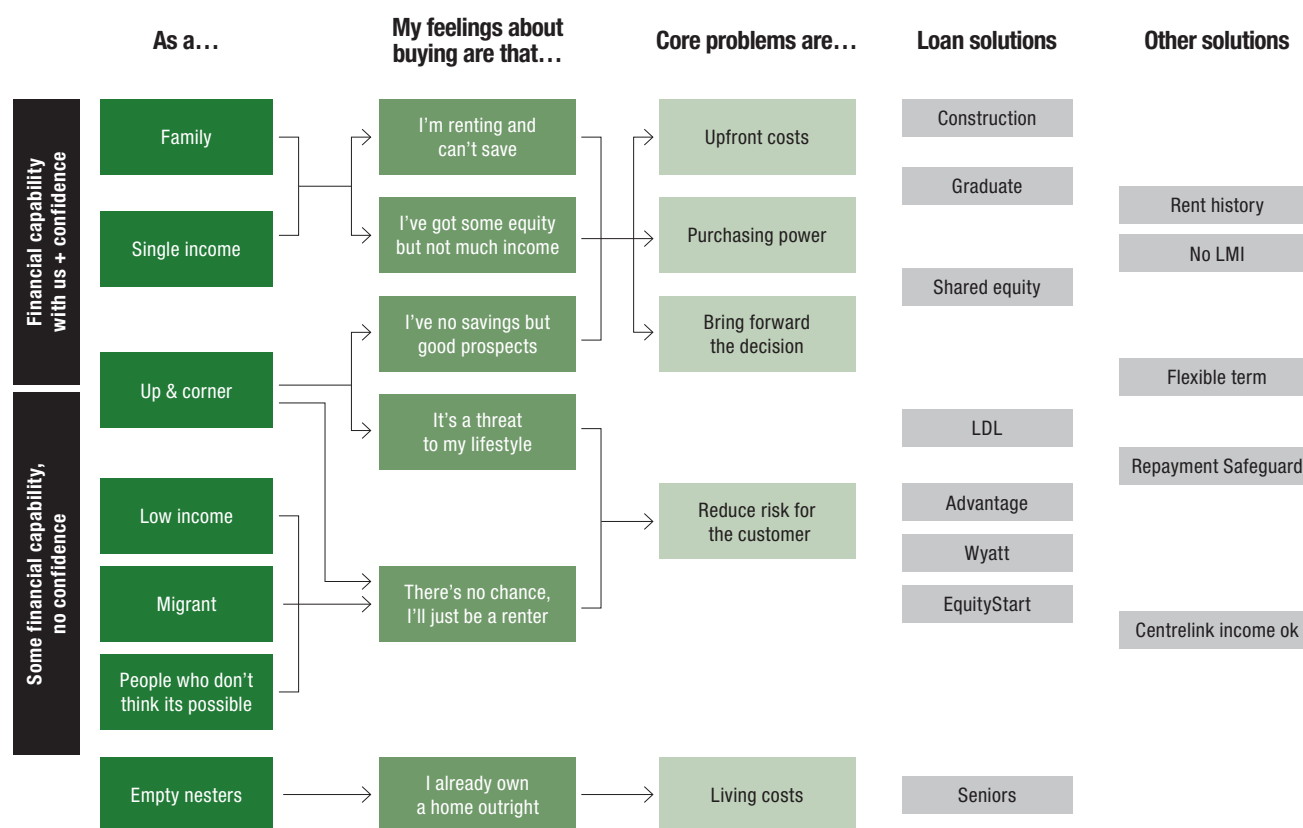 As a…
My feelings about
buying are that…
Core problems are…
Loan solutions
Other solutions
Financial capability
with us + confidence
Some financial capability,
no confidence
Family
Single income
Up & corner
Low income
Migrant
People who don't
think its possible
Empty nesters
I'm renting and
can't save
I've got some equity
but not much income
I've no savings but
good prospects
It's a threat
to my lifestyle
There's no chance,
I'll just be a renter
I already own
a home outright
Upfront costs
Purchasing power
Bring forward
the decision
Reduce risk for
the customer
Living costs
Construction
Graduate
Shared equity
LDL
Advantage
Wyatt
EquityStart
Seniors
Rent history
No LMI
Flexible term
Repayment Safeguard
Centrelink income ok